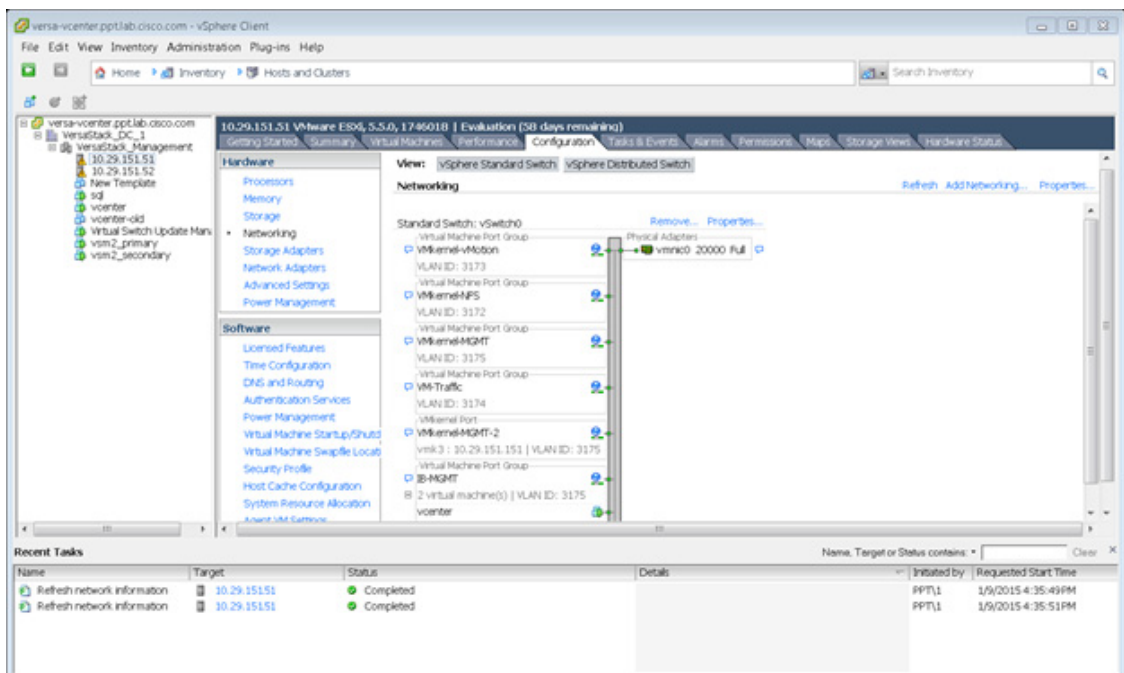 versa-vcenter.ppt.lab.cisco.com - vSphere Client
File Edit View Inventory Administration Plug-ins Help
Home Inventory Hosts and Clusters
Search Inventory
versa-vcenter.ppt.lab.cisco.com
VersaStack_DC_1
VersaStack_Management
10.29.151.51
10.29.151.52
New Template
sql
vcenter
vcenter-old
Virtual Switch Update Man
vsm2_primary
vsm2_secondary
10.29.151.51 VMware ESXi, 5.5.0, 1746018 | Evaluation (58 days remaining)
Getting Started Summary Virtual Machines Performance Configuration Tasks & Events Alarms Permissions Maps Storage Views Hardware Status
Hardware
Processors
Memory
Storage
Networking
Storage Adapters
Network Adapters
Advanced Settings
Power Management
Software
Licensed Features
Time Configuration
DNS and Routing
Authentication Services
Power Management
Virtual Machine Startup/Shutd
Virtual Machine Swapfile Locati
Security Profile
Host Cache Configuration
System Resource Allocation
Agent VM Settings
View: vSphere Standard Switch vSphere Distributed Switch
Networking
Refresh Add Networking... Properties...
Standard Switch: vSwitch0 Remove... Properties...
Virtual Machine Port Group
VMkernel-vMotion
VLAN ID: 3173
Physical Adapters
vmnic0 20000 Full
Virtual Machine Port Group
VMkernel-NFS
VLAN ID: 3172
Virtual Machine Port Group
VMkernel-MGMT
VLAN ID: 3175
Virtual Machine Port Group
VM-Traffic
VLAN ID: 3174
VMkernel Port
VMkernel-MGMT-2
vmk3 : 10.29.151.151 | VLAN ID: 3175
Virtual Machine Port Group
IB-MGMT
2 virtual machine(s) | VLAN ID: 3175
vcenter
Recent Tasks
Name, Target or Status contains: Clear
Name Target Status Details Initiated by Requested Start Time
Refresh network information 10.29.151.51 Completed PPT\1 1/9/2015 4:35:49 PM
Refresh network information 10.29.151.51 Completed PPT\1 1/9/2015 4:35:51 PM